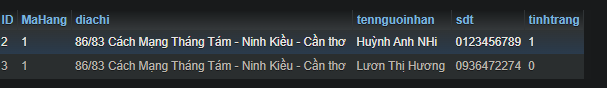 ID MaHang diachi tennguoinhan sdt tinhtrang
2 1 86/83 Cách Mạng Tháng Tám - Ninh Kiều - Cần thơ Huỳnh Anh NHi 0123456789 1
3 1 86/83 Cách Mạng Tháng Tám - Ninh Kiều - Cần thơ Lươn Thị Hương 0936472274 0